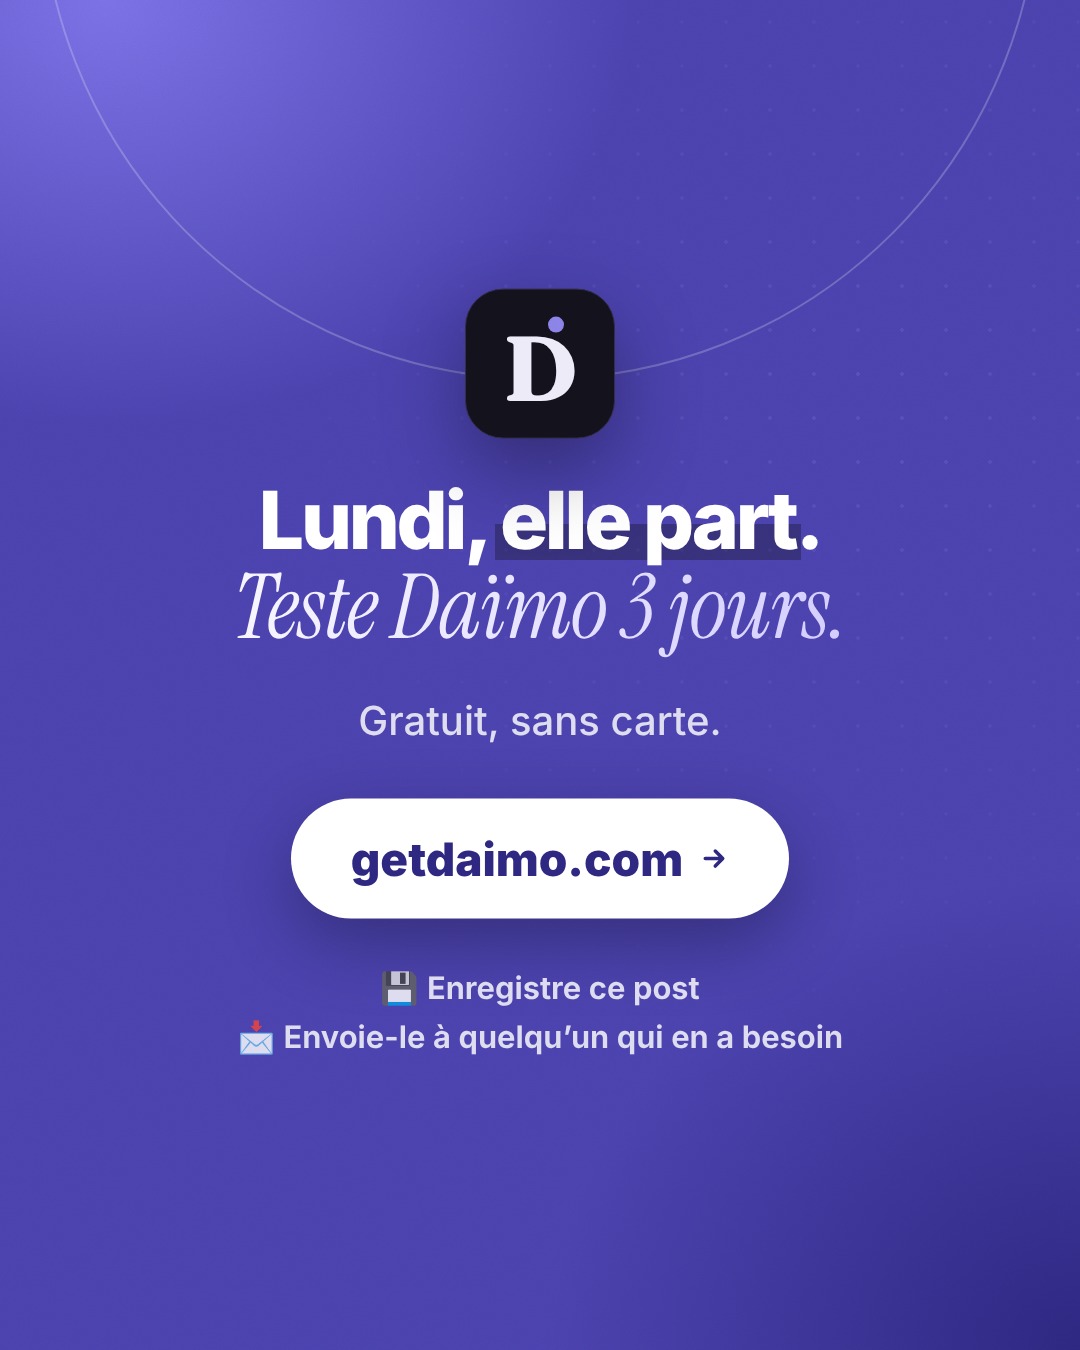 D
Lundi, elle part.
Teste Daïmo 3 jours.
Gratuit, sans carte.
getdaimo.com →
💾 Enregistre ce post
📩 Envoie-le à quelqu’un qui en a besoin